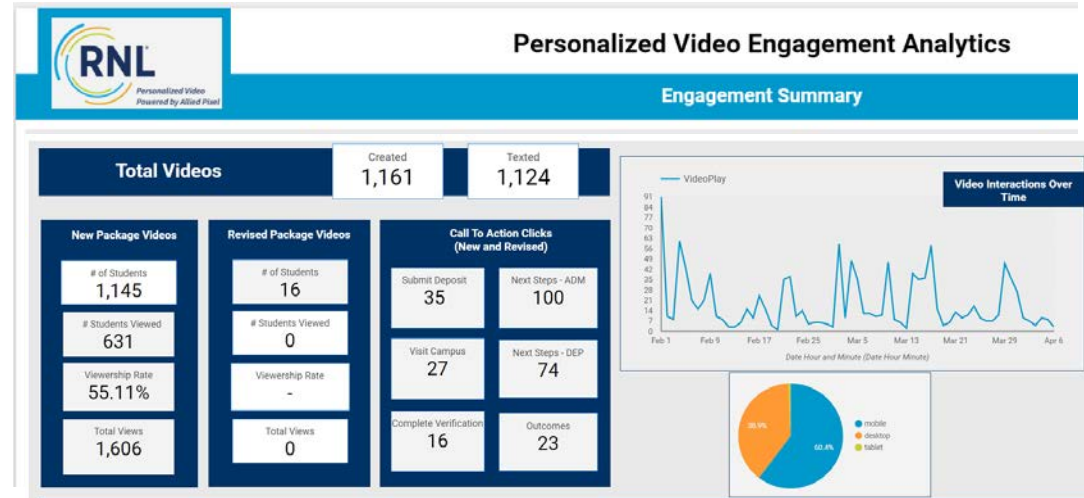 RNL
Personalized Video
Powered by Allied Pixel
Personalized Video Engagement Analytics
Engagement Summary
Total Videos
Created
1,161
Texted
1,124
New Package Videos
# of Students
1,145
# Students Viewed
631
Viewership Rate
55.11%
Total Views
1,606
Revised Package Videos
# of Students
16
# Students Viewed
0
Viewership Rate
-
Total Views
0
Call To Action Clicks
(New and Revised)
Submit Deposit
35
Next Steps - ADM
100
Visit Campus
27
Next Steps - DEP
74
Complete Verification
16
Outcomes
23
VideoPlay
Video Interactions Over
Time
91
84
77
70
63
56
49
42
35
28
21
14
7
0
Feb 1 Feb 9 Feb 17 Feb 25 Mar 5 Mar 13 Mar 21 Mar 29 Apr 6
Date Hour and Minute (Date Hour Minute)
38.9%
60.4%
mobile
desktop
tablet